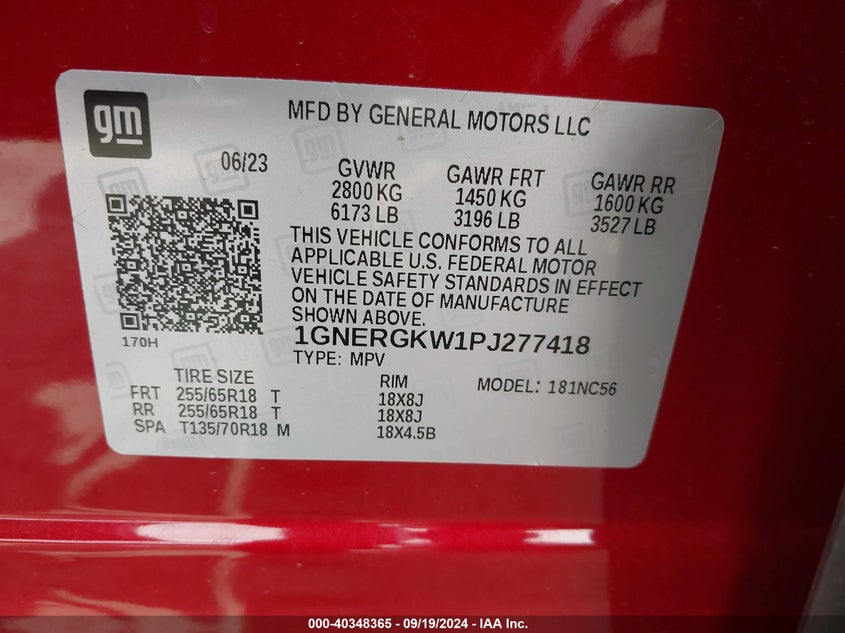 gm
MFD BY GENERAL MOTORS LLC
06/23
GVWR GAWR FRT GAWR RR
2800 KG 1450 KG 1600 KG
6173 LB 3196 LB 3527 LB
THIS VEHICLE CONFORMS TO ALL
APPLICABLE U.S. FEDERAL MOTOR
VEHICLE SAFETY STANDARDS IN EFFECT
ON THE DATE OF MANUFACTURE
SHOWN ABOVE.
170H
1GNERGKW1PJ277418
TYPE: MPV
TIRE SIZE RIM MODEL: 181NC56
FRT 255/65R18 T 18X8J
RR 255/65R18 T 18X8J
SPA T135/70R18 M 18X4.5B
000-40348365 - 09/19/2024 - IAA Inc.